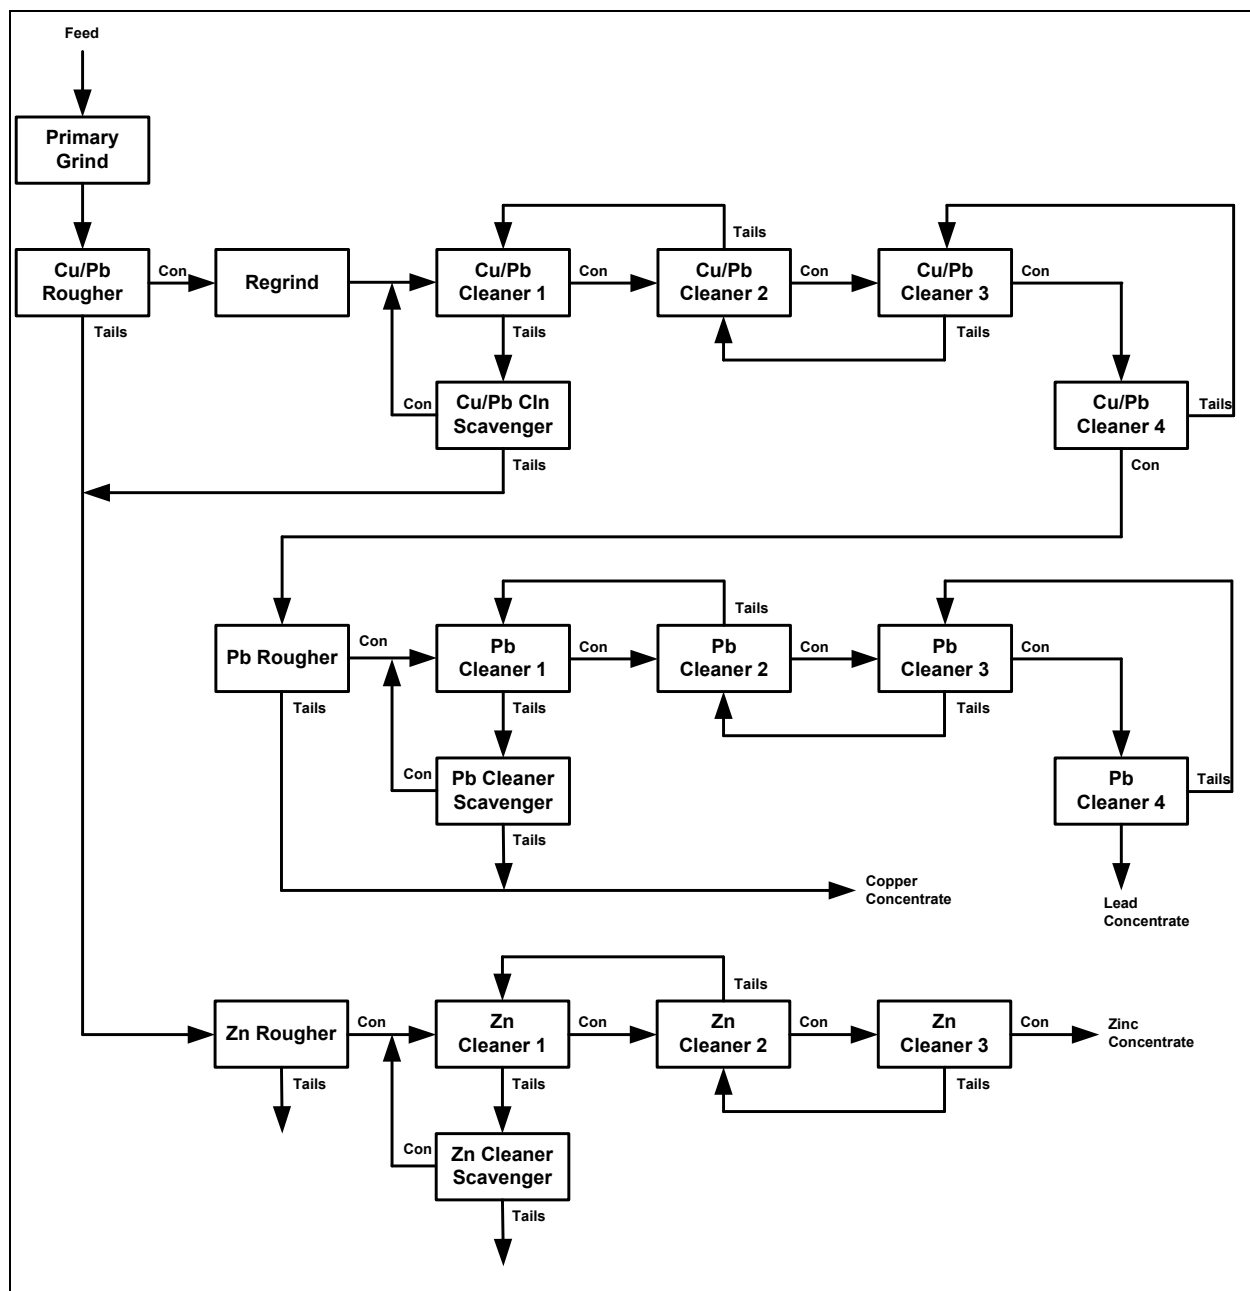 Feed
Primary
Grind
Cu/Pb
Rougher
Con
Tails
Regrind
Cu/Pb
Cleaner 1
Con
Tails
Tails
Cu/Pb
Cleaner 2
Con
Cu/Pb
Cleaner 3
Con
Tails
Con
Cu/Pb Cln
Scavenger
Tails
Cu/Pb
Cleaner 4
Tails
Con
Pb Rougher
Con
Tails
Pb
Cleaner 1
Con
Tails
Tails
Pb
Cleaner 2
Con
Pb
Cleaner 3
Con
Tails
Con
Pb Cleaner
Scavenger
Tails
Pb
Cleaner 4
Tails
Copper
Concentrate
Lead
Concentrate
Zn Rougher
Con
Tails
Zn
Cleaner 1
Con
Tails
Tails
Zn
Cleaner 2
Con
Zn
Cleaner 3
Con
Tails
Zinc
Concentrate
Con
Zn Cleaner
Scavenger
Tails